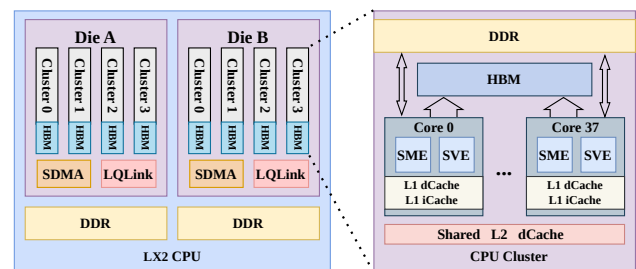 Die A
Cluster 0
Cluster 1
Cluster 2
Cluster 3
HBM
HBM
HBM
HBM
SDMA
LQLink
Die B
Cluster 0
Cluster 1
Cluster 2
Cluster 3
HBM
HBM
HBM
HBM
SDMA
LQLink
DDR
DDR
LX2 CPU
DDR
HBM
Core 0
SME
SVE
L1 dCache
L1 iCache
...
Core 37
SME
SVE
L1 dCache
L1 iCache
Shared L2 dCache
CPU Cluster